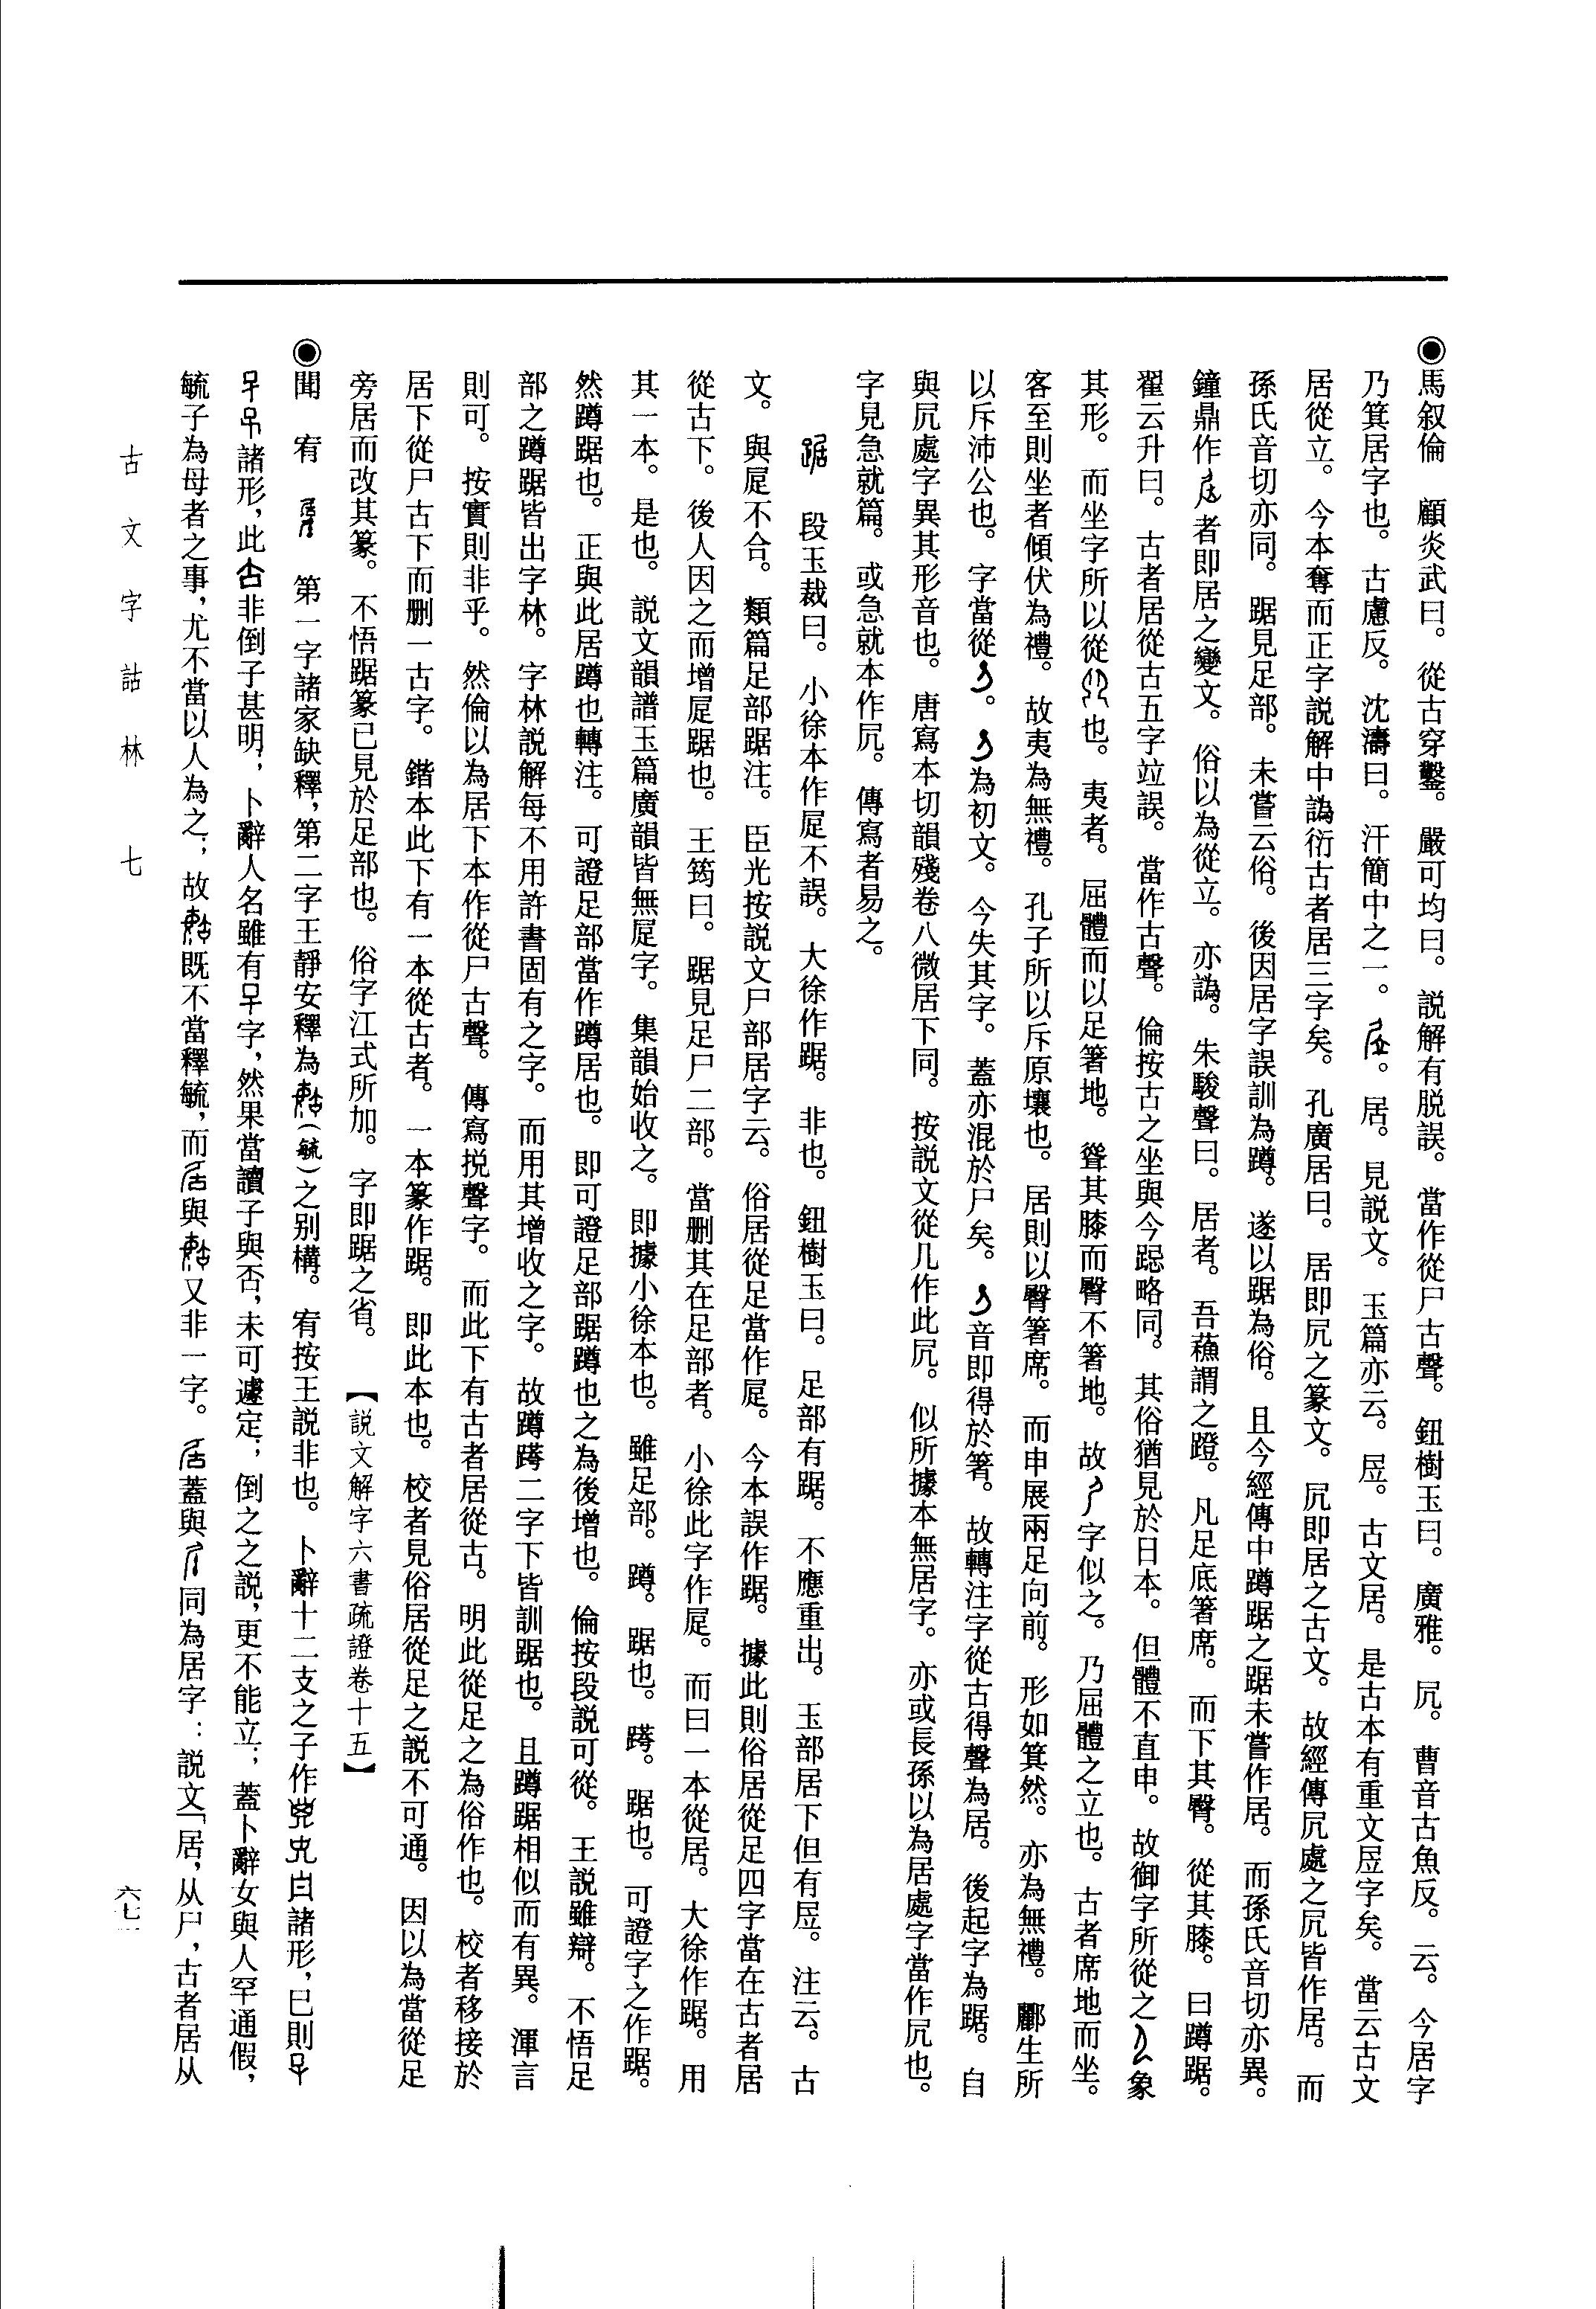 ◉馬叙倫　顧炎武曰。從古穿鑿。嚴可均曰。説解有脱誤。當作從尸古聲。鈕樹玉曰。廣雅。凥。曹音古魚反。云。今居字
乃箕居字也。古慮反。沈濤曰。汗簡中之一。。居。見説文。玉篇亦云。㞐。古文居。是古本有重文㞐字矣。當云古文
居從立。今本奪而正字説解中譌衍古者居三字矣。孔廣居曰。居即凥之篆文。凥即居之古文。故經傳凥處之凥皆作居。而
孫氏音切亦同。踞見足部。未嘗云俗。後因居字誤訓為蹲。遂以踞為俗。且今經傳中蹲踞之踞未嘗作居。而孫氏音切亦異。
鐘鼎作者即居之變文。俗以為從立。亦譌。朱駿聲曰。居者。吾蘇謂之蹬。凡足底箸席。而下其臀。從其膝。曰蹲踞。
翟云升曰。古者居從古五字竝誤。當作古聲。倫按古之坐與今跽略同。其俗猶見於日本。但體不直申。故御字所從之象
其形。而坐字所以從也。夷者。屈體而以足箸地。聳其膝而臀不箸地。故字似之。乃屈體之立也。古者席地而坐。
客至則坐者傾伏為禮。故夷為無禮。孔子所以斥原壤也。居則以臀箸席。而申展兩足向前。形如箕然。亦為無禮。酈生所
以斥沛公也。字當從。為初文。今失其字。蓋亦混於尸矣。音即得於箸。故轉注字從古得聲為居。後起字為踞。自
與凥處字異其形音也。唐寫本切韻殘卷八微居下同。按説文從几作此凥。似所據本無居字。亦或長孫以為居處字當作凥也。
字見急就篇。或急就本作凥。傳寫者易之。
段玉裁曰。小徐本作㞐不誤。大徐作踞。非也。鈕樹玉曰。足部有踞。不應重出。玉部居下但有㞐。注云。古
文。與㞐不合。類篇足部踞注。臣光按説文尸部居字云。俗居從足當作㞐。今本誤作踞。據此則俗居從足四字當在古者居
從古下。後人因之而增㞐踞也。王筠曰。踞見足尸二部。當删其在足部者。小徐此字作㞐。而曰一本從居。大徐作踞。用
其一本。是也。説文韻譜玉篇廣韻皆無㞐字。集韻始收之。即據小徐本也。雖足部。蹲。踞也。䠸。踞也。可證字之作踞。
然蹲踞也。正與此居蹲也轉注。可證足部當作蹲居也。即可證足部踞蹲也之為後增也。倫按段説可從。王説雖辯。不悟足
部之蹲踞皆出字林。字林説解每不用許書固有之字。而用其增收之字。故蹲䠸二字下皆訓踞也。且蹲踞相似而有異。渾言
則可。按實則非乎。然倫以為居下本作從尸古聲。傳寫挩聲字。而此下有古者居從古。明此從足之為俗作也。校者移接於
居下從尸古下而删一古字。鍇本此下有一本從古者。一本篆作踞。即此本也。校者見俗居從足之説不可通。因以為當從足
旁居而改其篆。不悟踞篆已見於足部也。俗字江式所加。字即踞之省。【説文解字六書疏證卷十五】
◉聞　宥　　第一字諸家缺釋，第二字王靜安釋為（毓）之别構。宥按王説非也。卜辭十二支之子作諸形，巳則
諸形，此非倒子甚明；卜辭人名雖有字，然果當讀子與否，未可遽定；倒之之説，更不能立；蓋卜辭女與人罕通假，
毓子為母者之事，尤不當以人為之；故既不當釋毓，而與又非一字。蓋與同為居字：説文「居，从尸，古者居从
古文字詁林　七
六七